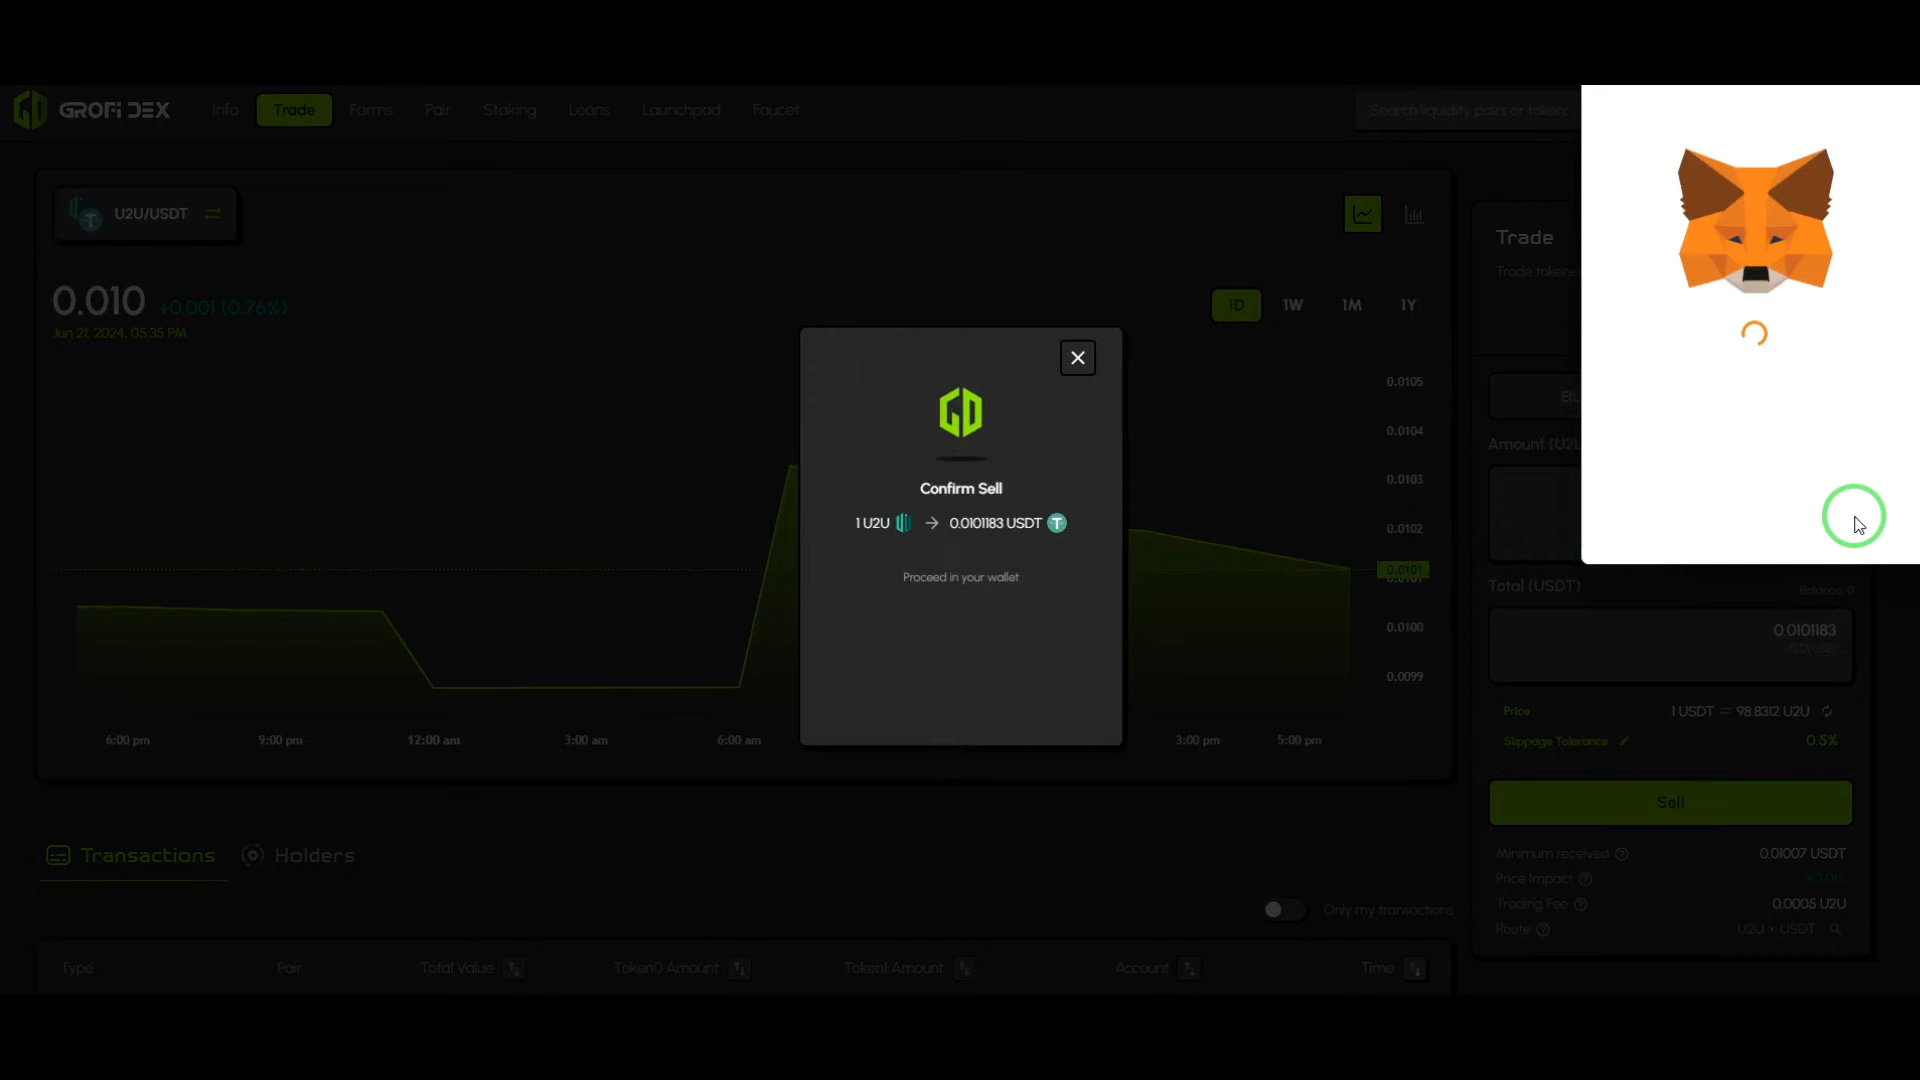 GROFI DEX
Info
Trade
Farms
Pair
Staking
Loans
Launchpad
Faucet
Search liquidity pairs or token
U2U/USDT
0.010 +0.001 (0.76%)
Jun 21, 2024, 05:35 PM
1D 1W 1M 1Y
0.0105
0.0104
0.0103
0.0102
0.0101
0.0100
0.0099
6:00 pm
9:00 pm
12:00 am
3:00 am
6:00 am
3:00 pm
5:00 pm
Confirm Sell
1 U2U → 0.0101183 USDT
Proceed in your wallet
Trade
Trade tokens
Amount (U2U
Total (USDT)
Balance: 0
0.0101183
Price
1 USDT = 98.8312 U2U
Slippage Tolerance
0.5%
Sell
Minimum received
0.01007 USDT
Price Impact
Trading Fee
0.0005 U2U
Route
U2U > USDT
Transactions
Holders
Only my transactions
Type
Pair
Total Value
Token0 Amount
Token1 Amount
Account
Time